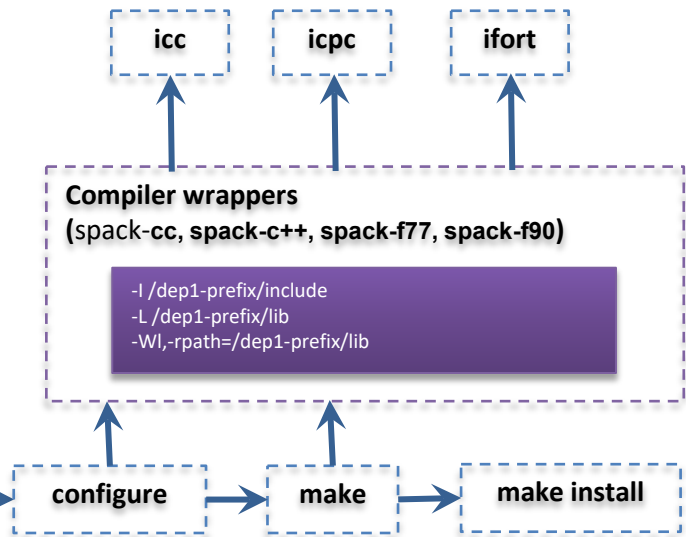 icc icpc ifort
Compiler wrappers
(spack-cc, spack-c++, spack-f77, spack-f90)
-I /dep1-prefix/include
-L /dep1-prefix/lib
-Wl,-rpath=/dep1-prefix/lib
configure make make install